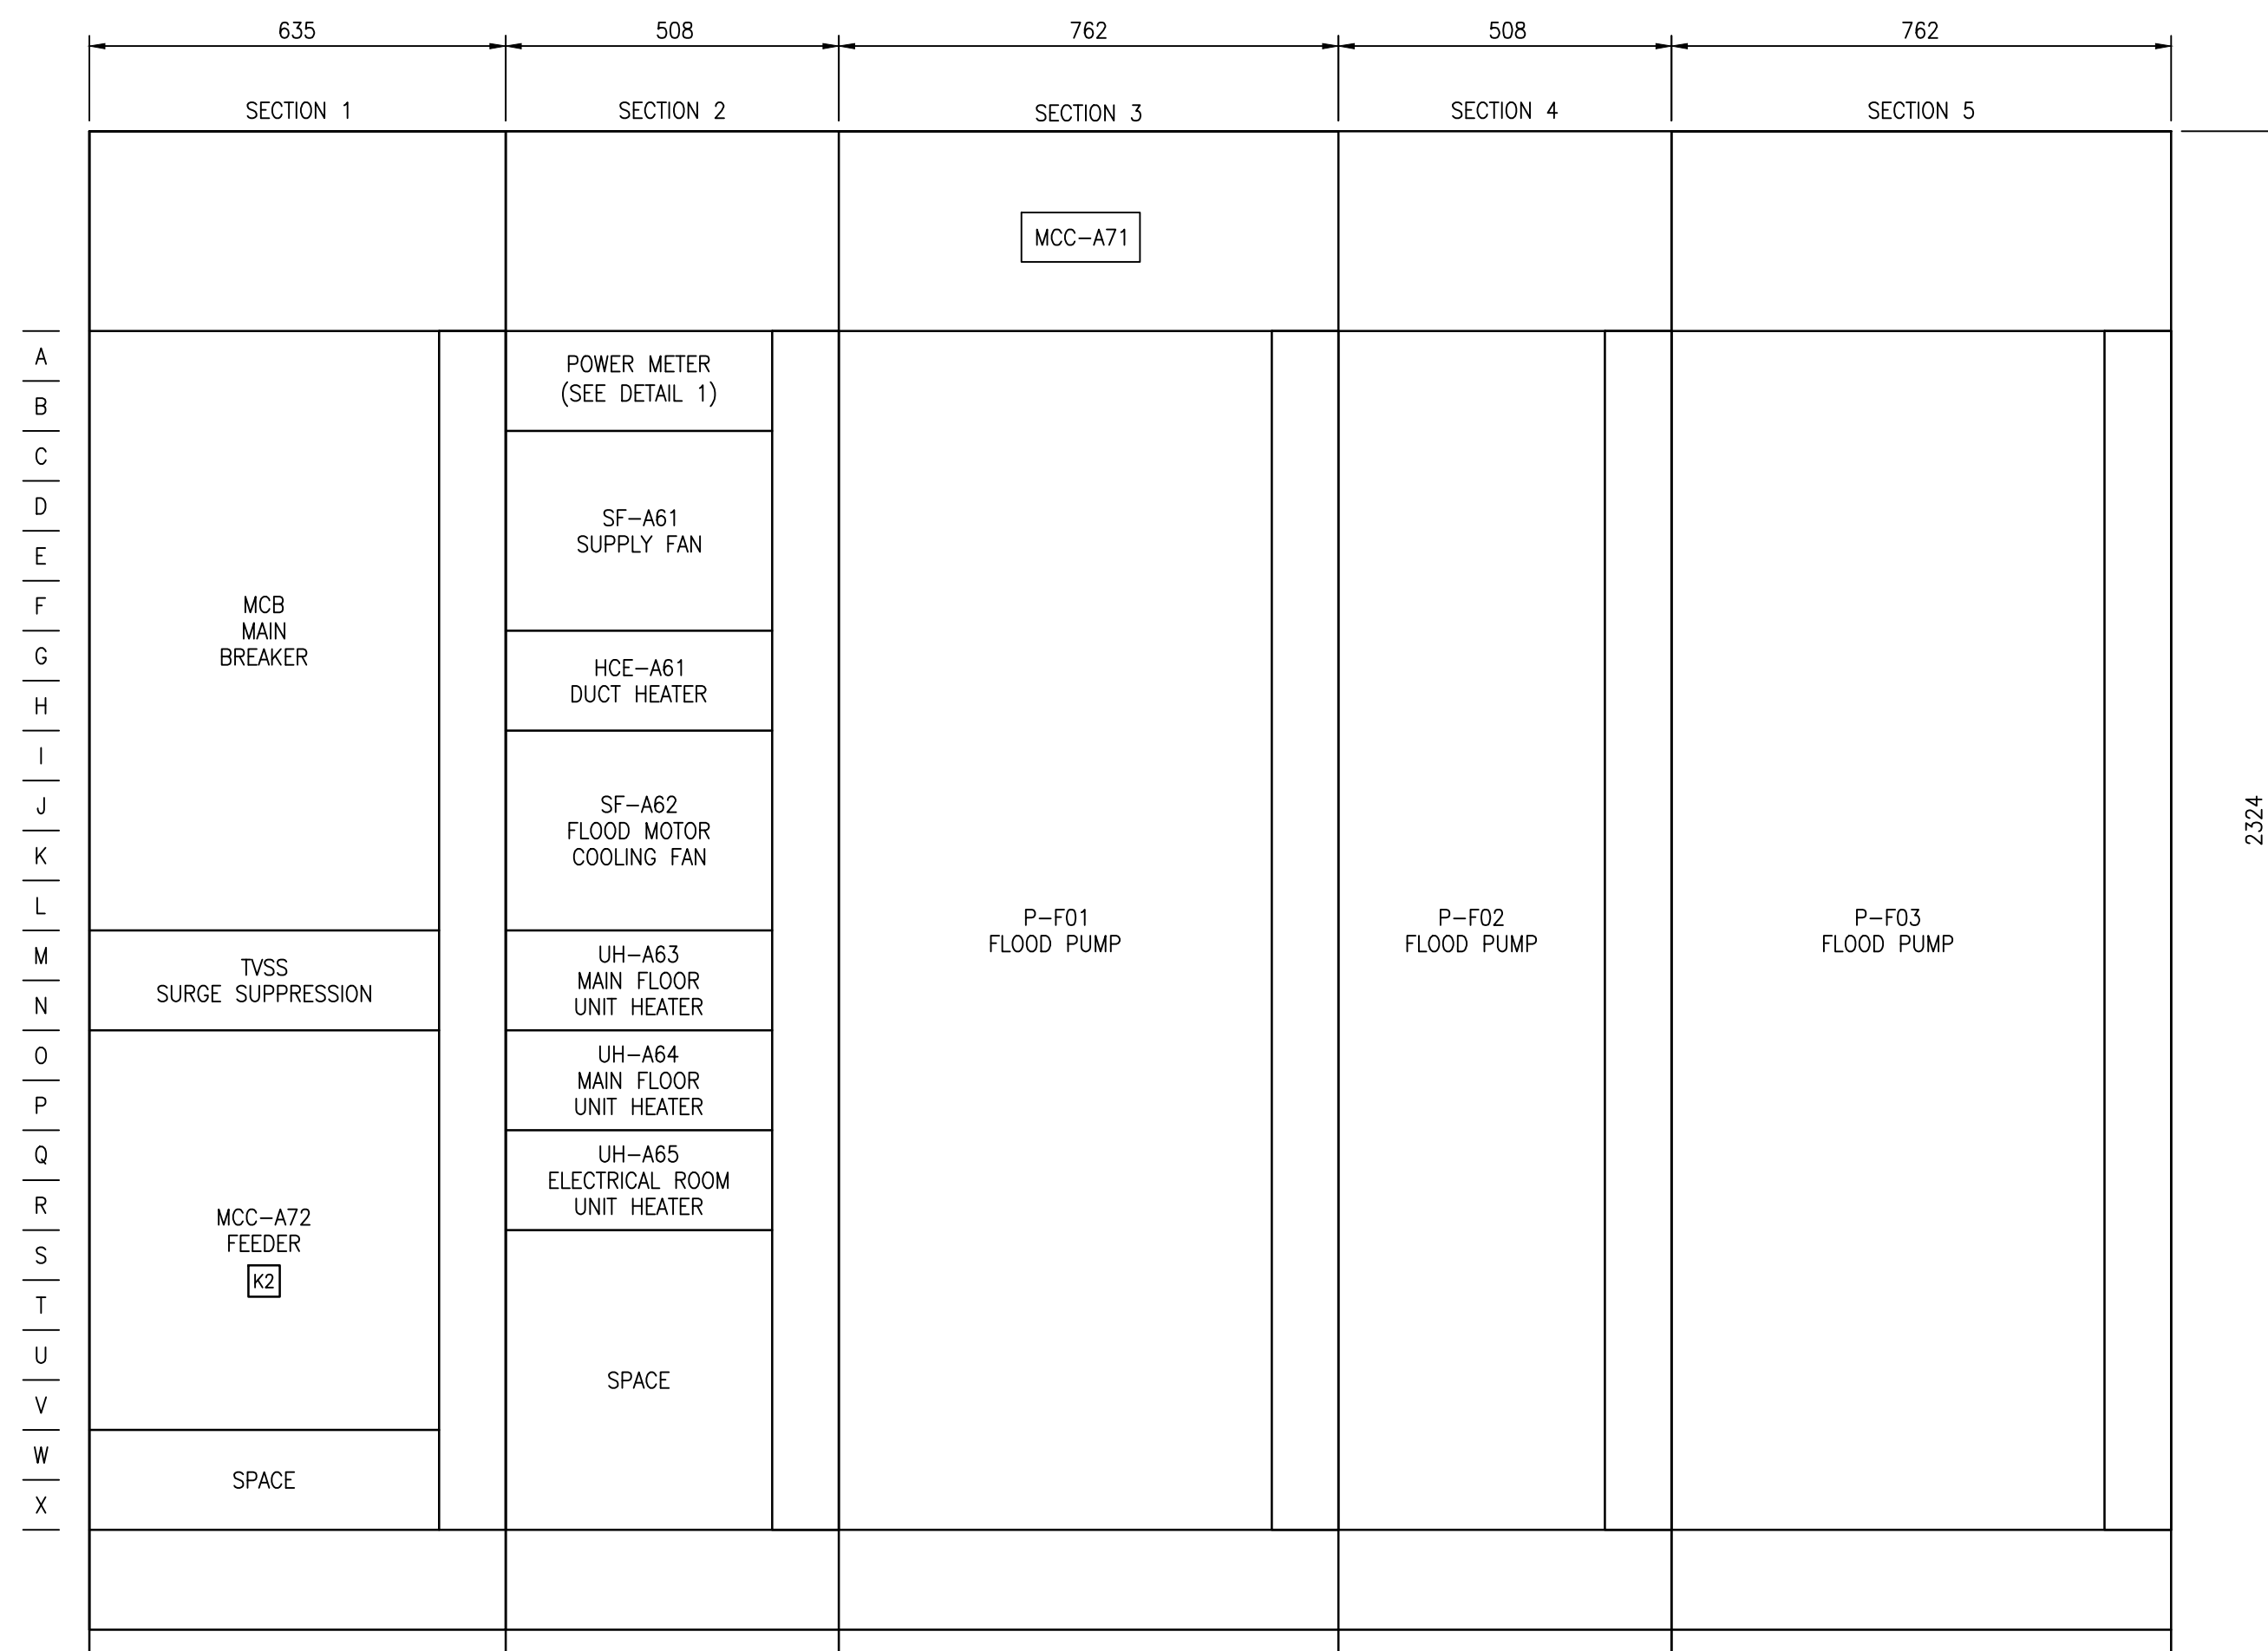 635 508 762 508 762
SECTION 1 SECTION 2 SECTION 3 SECTION 4 SECTION 5
MCC-A71
A
B
C
D
E
F
G
H
I
J
K
L
M
N
O
P
Q
R
S
T
U
V
W
X
MCB
MAIN
BREAKER
TVSS
SURGE SUPPRESSION
MCC-A72
FEEDER
K2
SPACE
POWER METER
(SEE DETAIL 1)
SF-A61
SUPPLY FAN
HCE-A61
DUCT HEATER
SF-A62
FLOOD MOTOR
COOLING FAN
UH-A63
MAIN FLOOR
UNIT HEATER
UH-A64
MAIN FLOOR
UNIT HEATER
UH-A65
ELECTRICAL ROOM
UNIT HEATER
SPACE
P-F01
FLOOD PUMP
P-F02
FLOOD PUMP
P-F03
FLOOD PUMP
2324